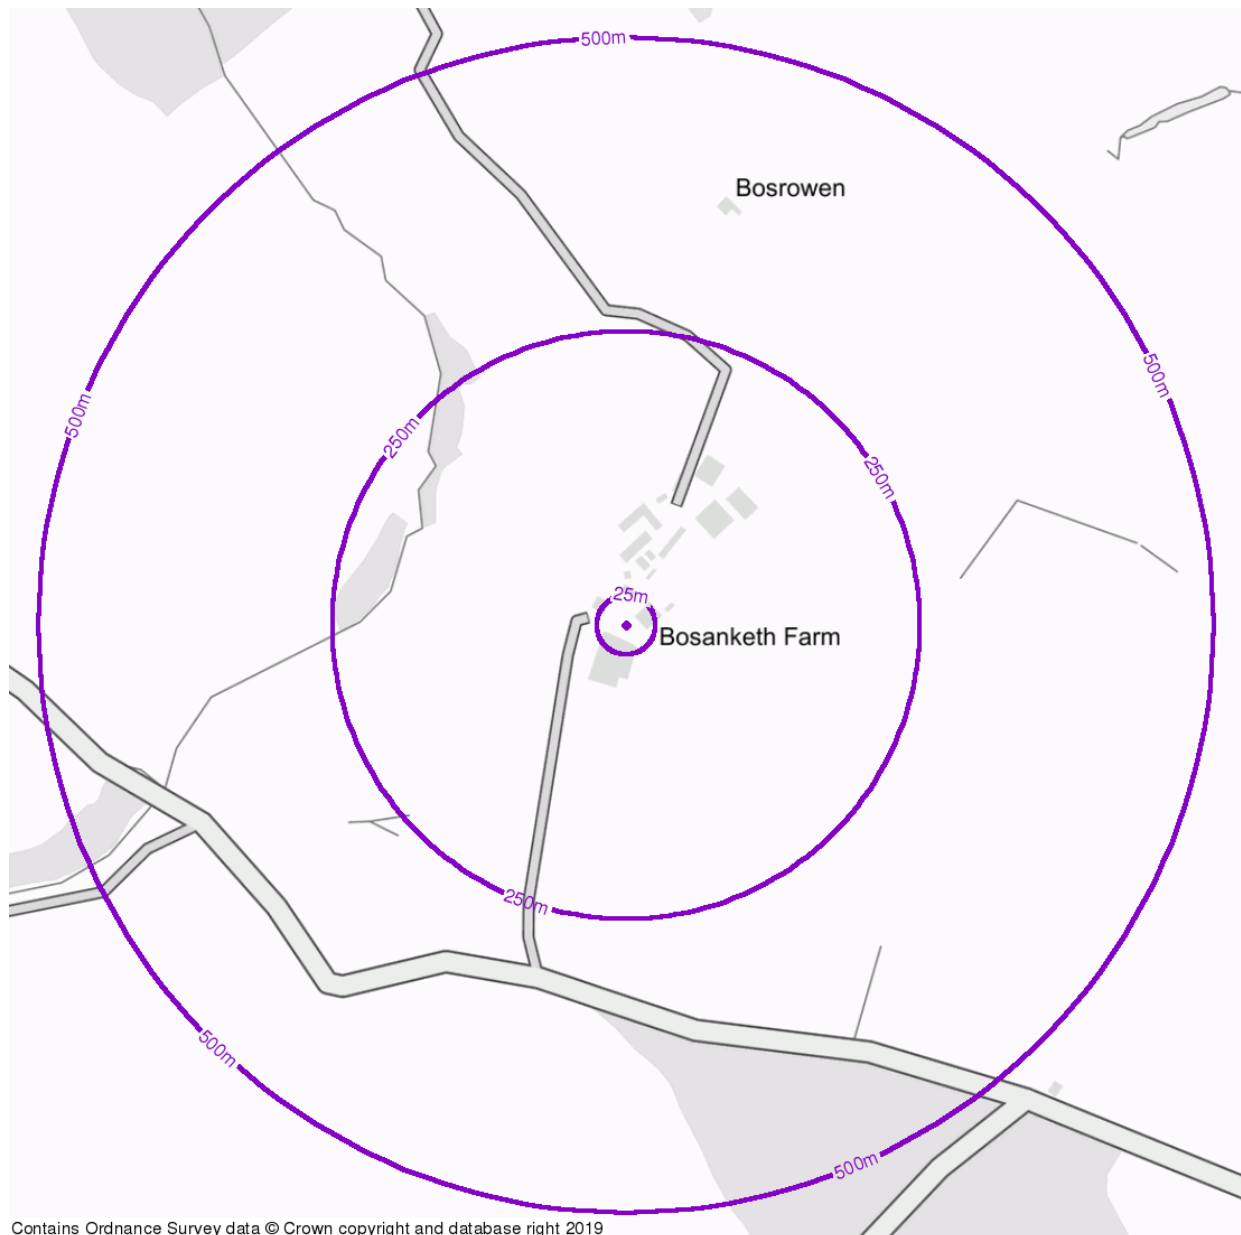 500m
Bosrowen
500m
500m
250m
250m
25m
Bosanketh Farm
250m
500m
500m
Contains Ordnance Survey data © Crown copyright and database right 2019